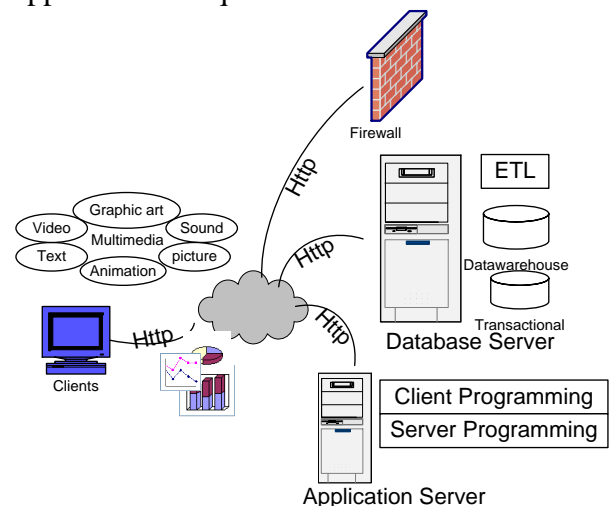 Firewall
Http
ETL
Graphic art
Video
Multimedia
Sound
Text
picture
Animation
Http
Datawarehouse
Http
Http
Transactional
Database Server
Clients
Client Programming
Server Programming
Application Server